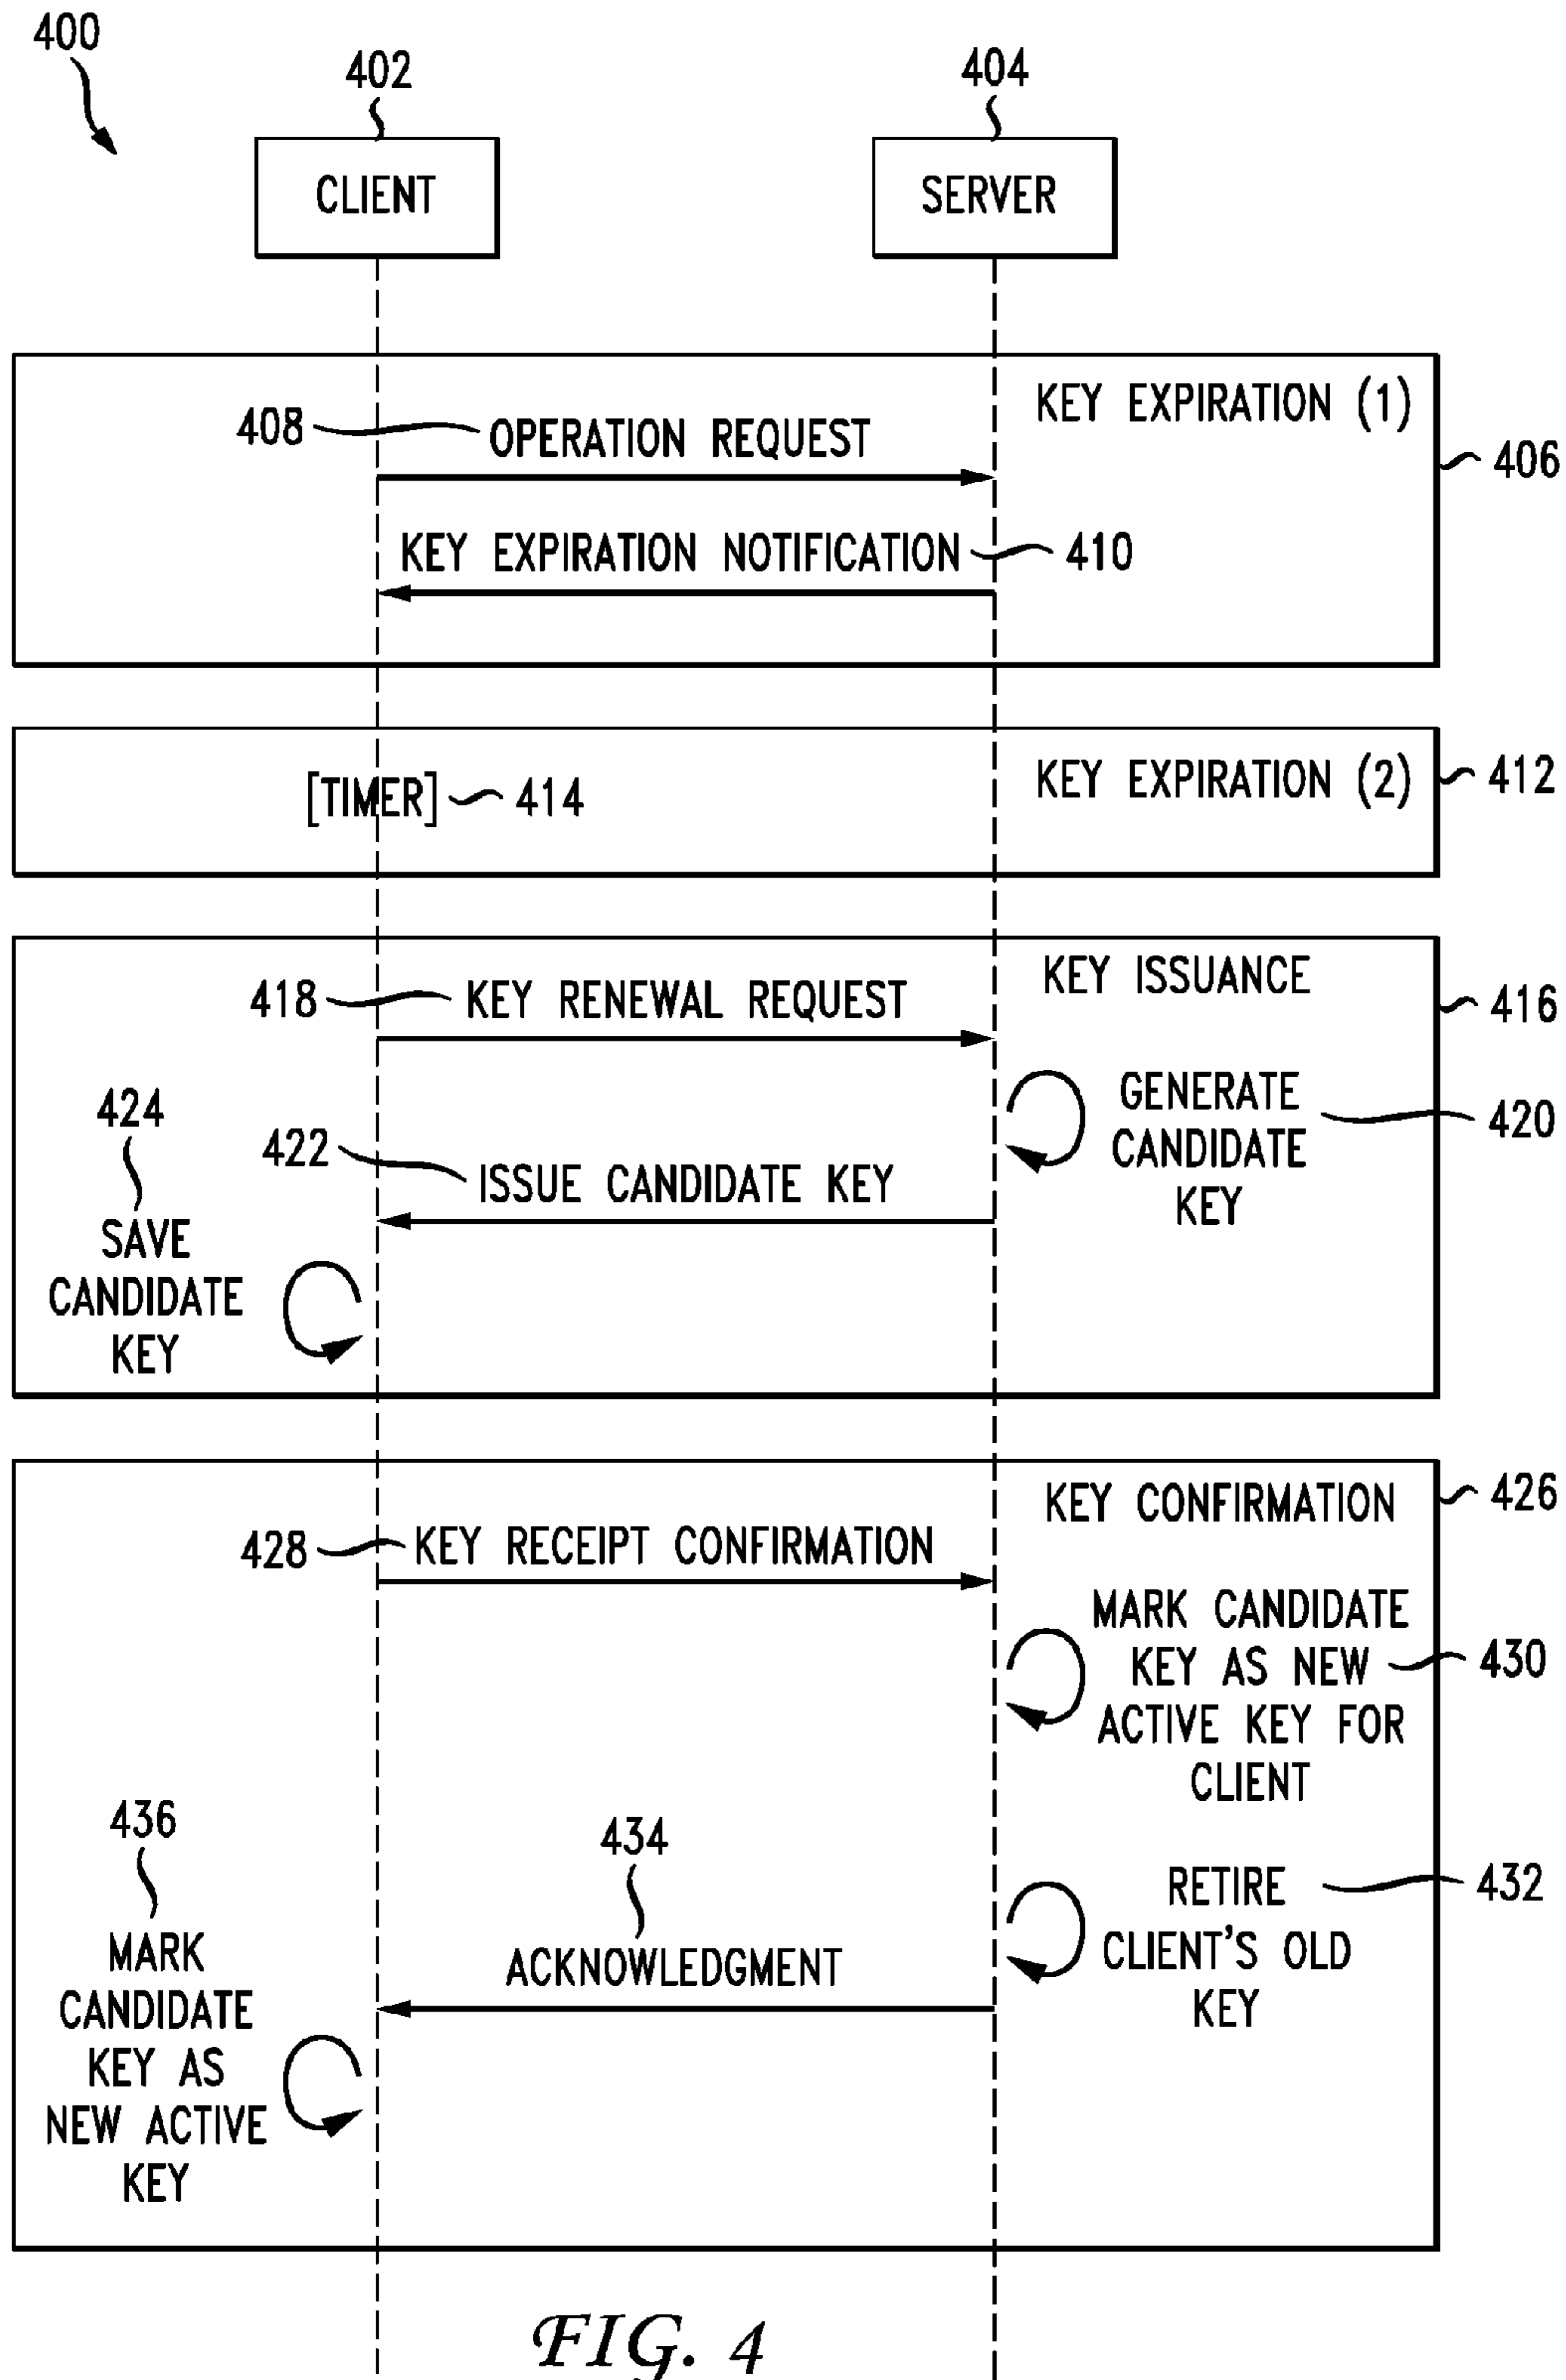 400
402
404
CLIENT
SERVER
KEY EXPIRATION (1)
406
408
OPERATION REQUEST
KEY EXPIRATION NOTIFICATION
410
[TIMER]
414
KEY EXPIRATION (2)
412
KEY ISSUANCE
416
418
KEY RENEWAL REQUEST
GENERATE
CANDIDATE
KEY
420
424
422
ISSUE CANDIDATE KEY
SAVE
CANDIDATE
KEY
KEY CONFIRMATION
426
428
KEY RECEIPT CONFIRMATION
MARK CANDIDATE
KEY AS NEW
ACTIVE KEY FOR
CLIENT
430
436
434
RETIRE
CLIENT'S OLD
KEY
432
ACKNOWLEDGMENT
MARK
CANDIDATE
KEY AS
NEW ACTIVE
KEY
FIG. 4